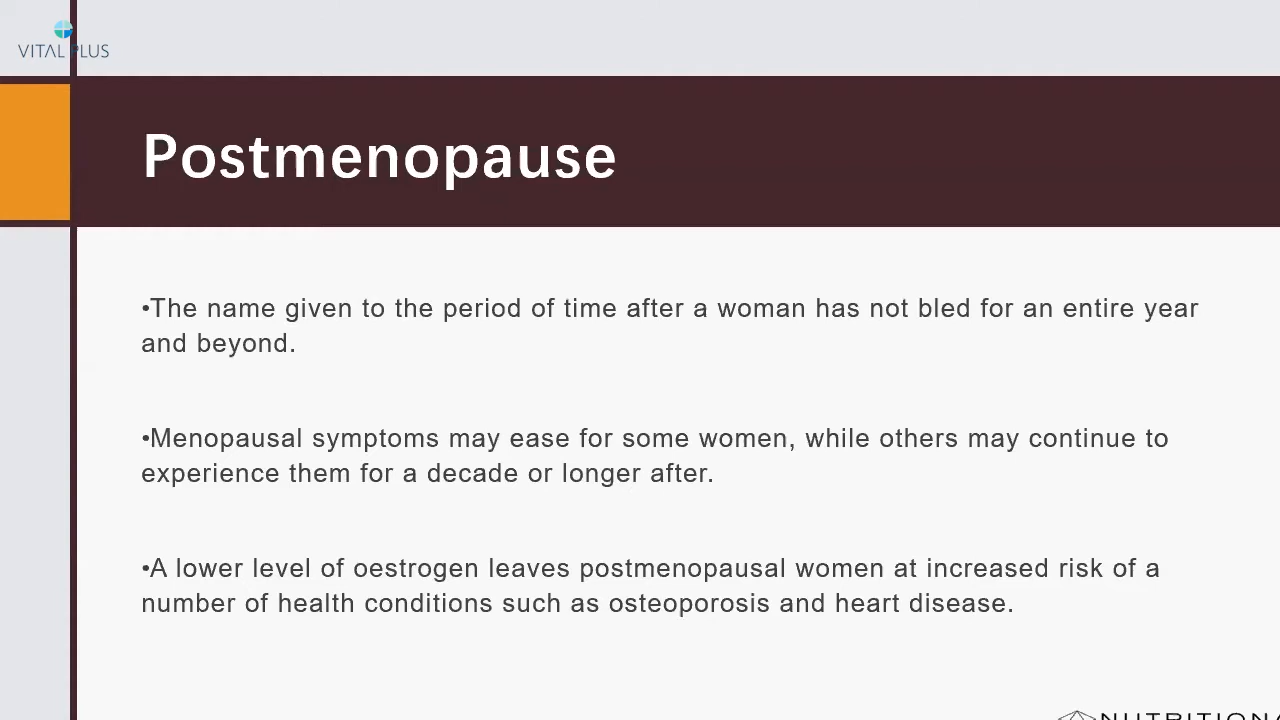 VITAL PLUS
Postmenopause
•The name given to the period of time after a woman has not bled for an entire year
and beyond.
•Menopausal symptoms may ease for some women, while others may continue to
experience them for a decade or longer after.
•A lower level of oestrogen leaves postmenopausal women at increased risk of a
number of health conditions such as osteoporosis and heart disease.